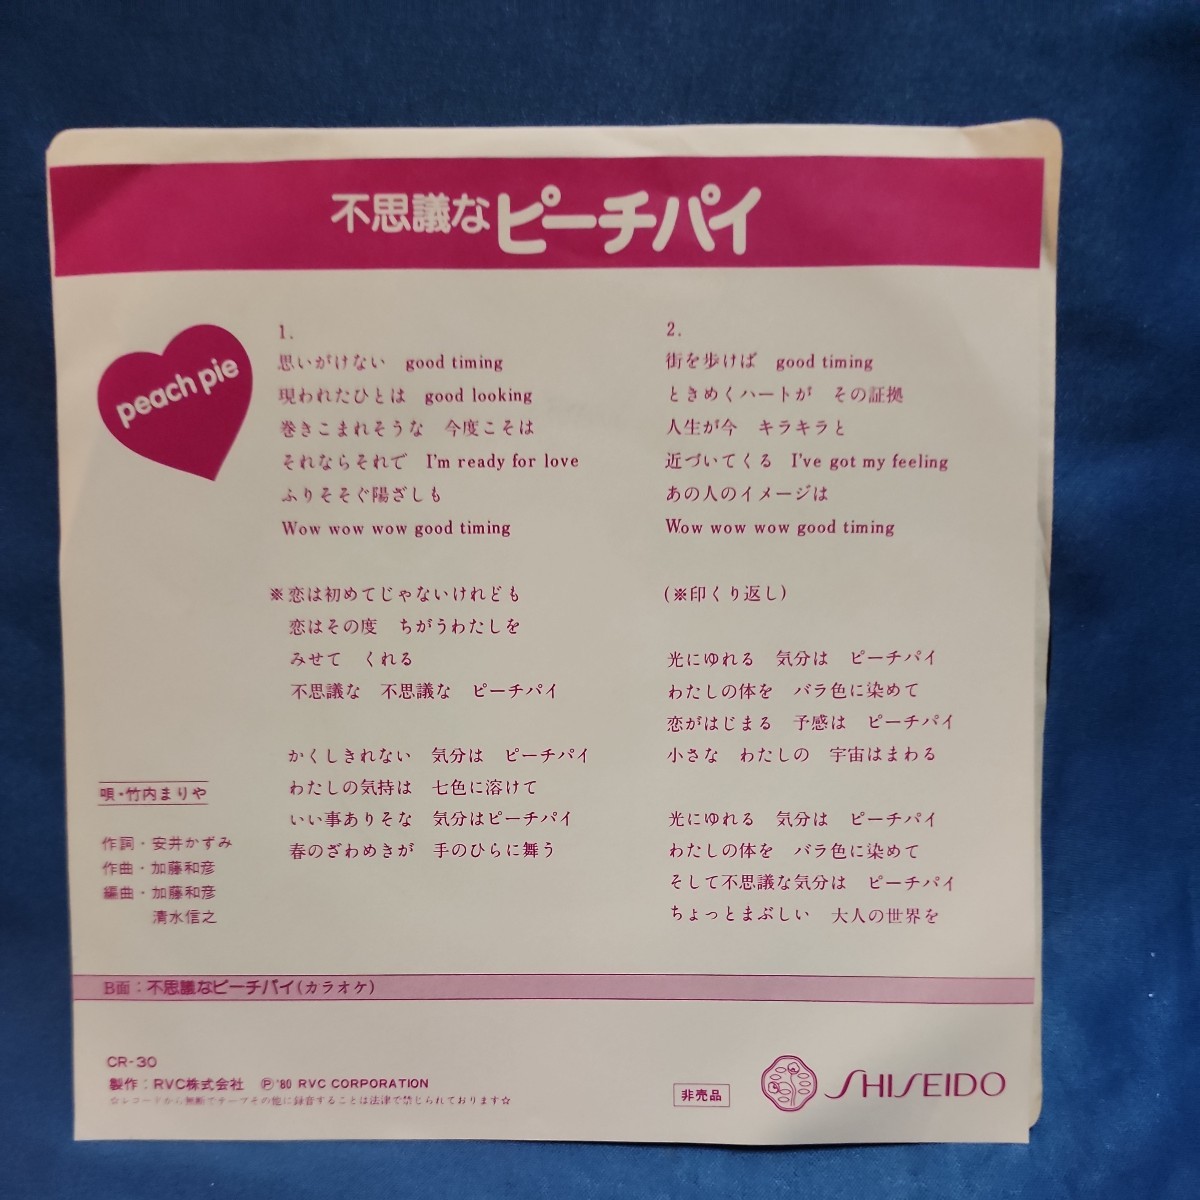 不思議なピーチパイ
peach pie
1.
思いがけない　good timing
現われたひとは　good looking
巻きこまれそうな　今度こそは
それならそれで　I'm ready for love
ふりそそぐ陽ざしも
Wow wow wow good timing
※恋は初めてじゃないけれども
恋はその度　ちがうわたしを
みせて　くれる
不思議な　不思議な　ピーチパイ
かくしきれない　気分は　ピーチパイ
わたしの気持は　七色に溶けて
いい事ありそな　気分はピーチパイ
春のざわめきが　手のひらに舞う
2.
街を歩けば　good timing
ときめくハートが　その証拠
人生が今　キラキラと
近づいてくる　I've got my feeling
あの人のイメージは
Wow wow wow good timing
(※印くり返し)
光にゆれる　気分は　ピーチパイ
わたしの体を　バラ色に染めて
恋がはじまる　予感は　ピーチパイ
小さな　わたしの　宇宙はまわる
光にゆれる　気分は　ピーチパイ
わたしの体を　バラ色に染めて
そして不思議な気分は　ピーチパイ
ちょっとまぶしい　大人の世界を
唄・竹内まりや
作詞・安井かずみ
作曲・加藤和彦
編曲・加藤和彦
清水信之
B面：不思議なピーチパイ(カラオケ)
CR-30
製作：RVC株式会社　Ⓟ'80 RVC CORPORATION
☆レコードから無断でテープその他に録音することは法律で禁じられております☆
非売品
SHISEIDO